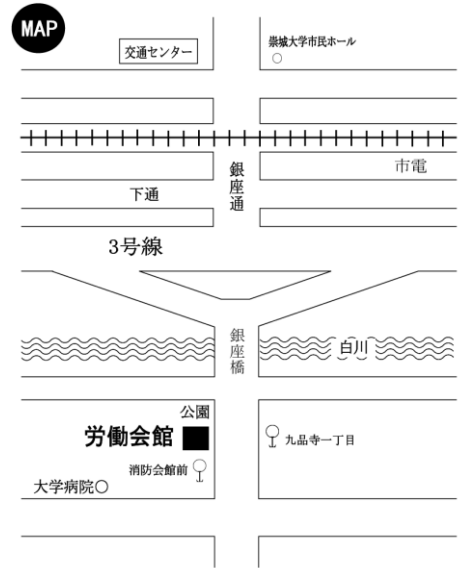 MAP
交通センター
崇城大学市民ホール
銀座通
市電
下通
3号線
銀座橋
白川
公園
労働会館
九品寺一丁目
消防会館前
大学病院